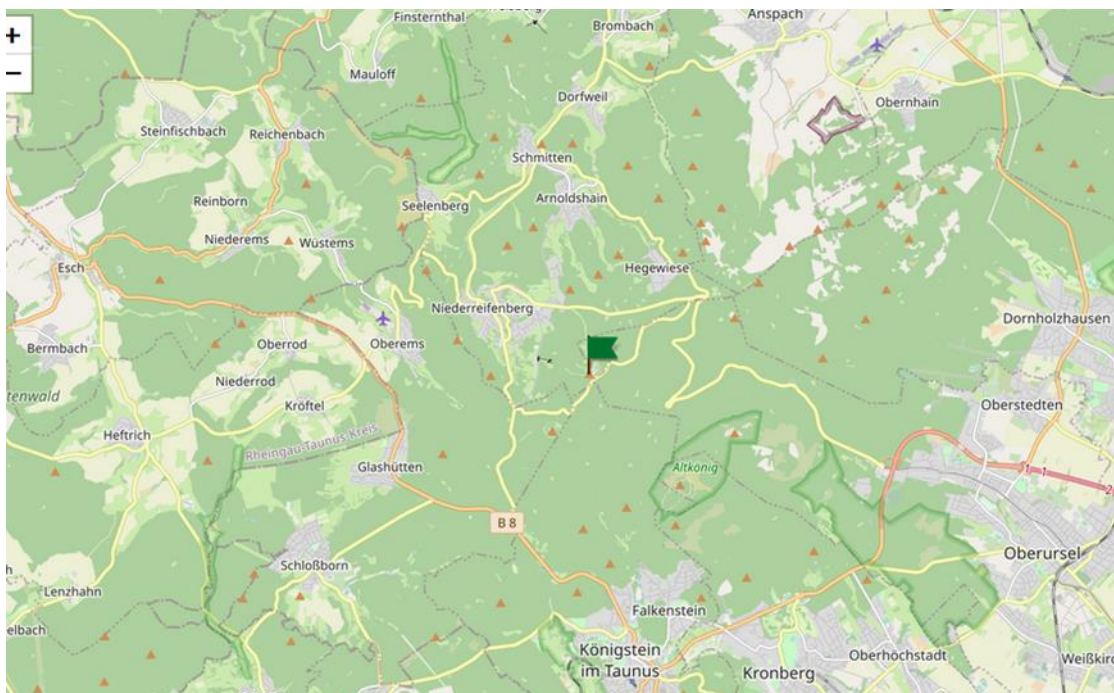 Finsternthal
Brombach
Anspach
+
−
Mauloff
Dorfweil
Obernhain
Steinfischbach
Reichenbach
Schmitten
Arnoldshain
Reinborn
Seelenberg
Niederems
Wüstems
Hegewiese
Esch
Niederreifenberg
Dornholzhausen
Bermbach
Oberrod
Oberems
tenwald
Niederrod
Kröftel
Oberstedten
Heftrich
Rheingau-Taunus-Kreis
Glashütten
Altkönig
B 8
Oberursel
Schloßborn
Lenzhahn
Falkenstein
elbach
Königstein
im Taunus
Kronberg
Oberhöchstadt
Weißkirc